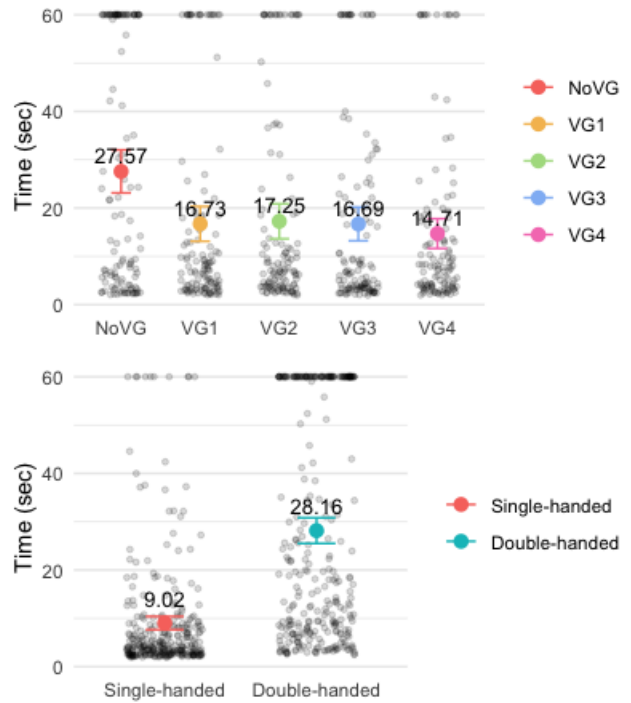 60
40
20
0
Time (sec)
27.57
16.73
17.25
16.69
14.71
NoVG VG1 VG2 VG3 VG4
NoVG
VG1
VG2
VG3
VG4
60
40
20
0
Time (sec)
9.02
28.16
Single-handed Double-handed
Single-handed
Double-handed